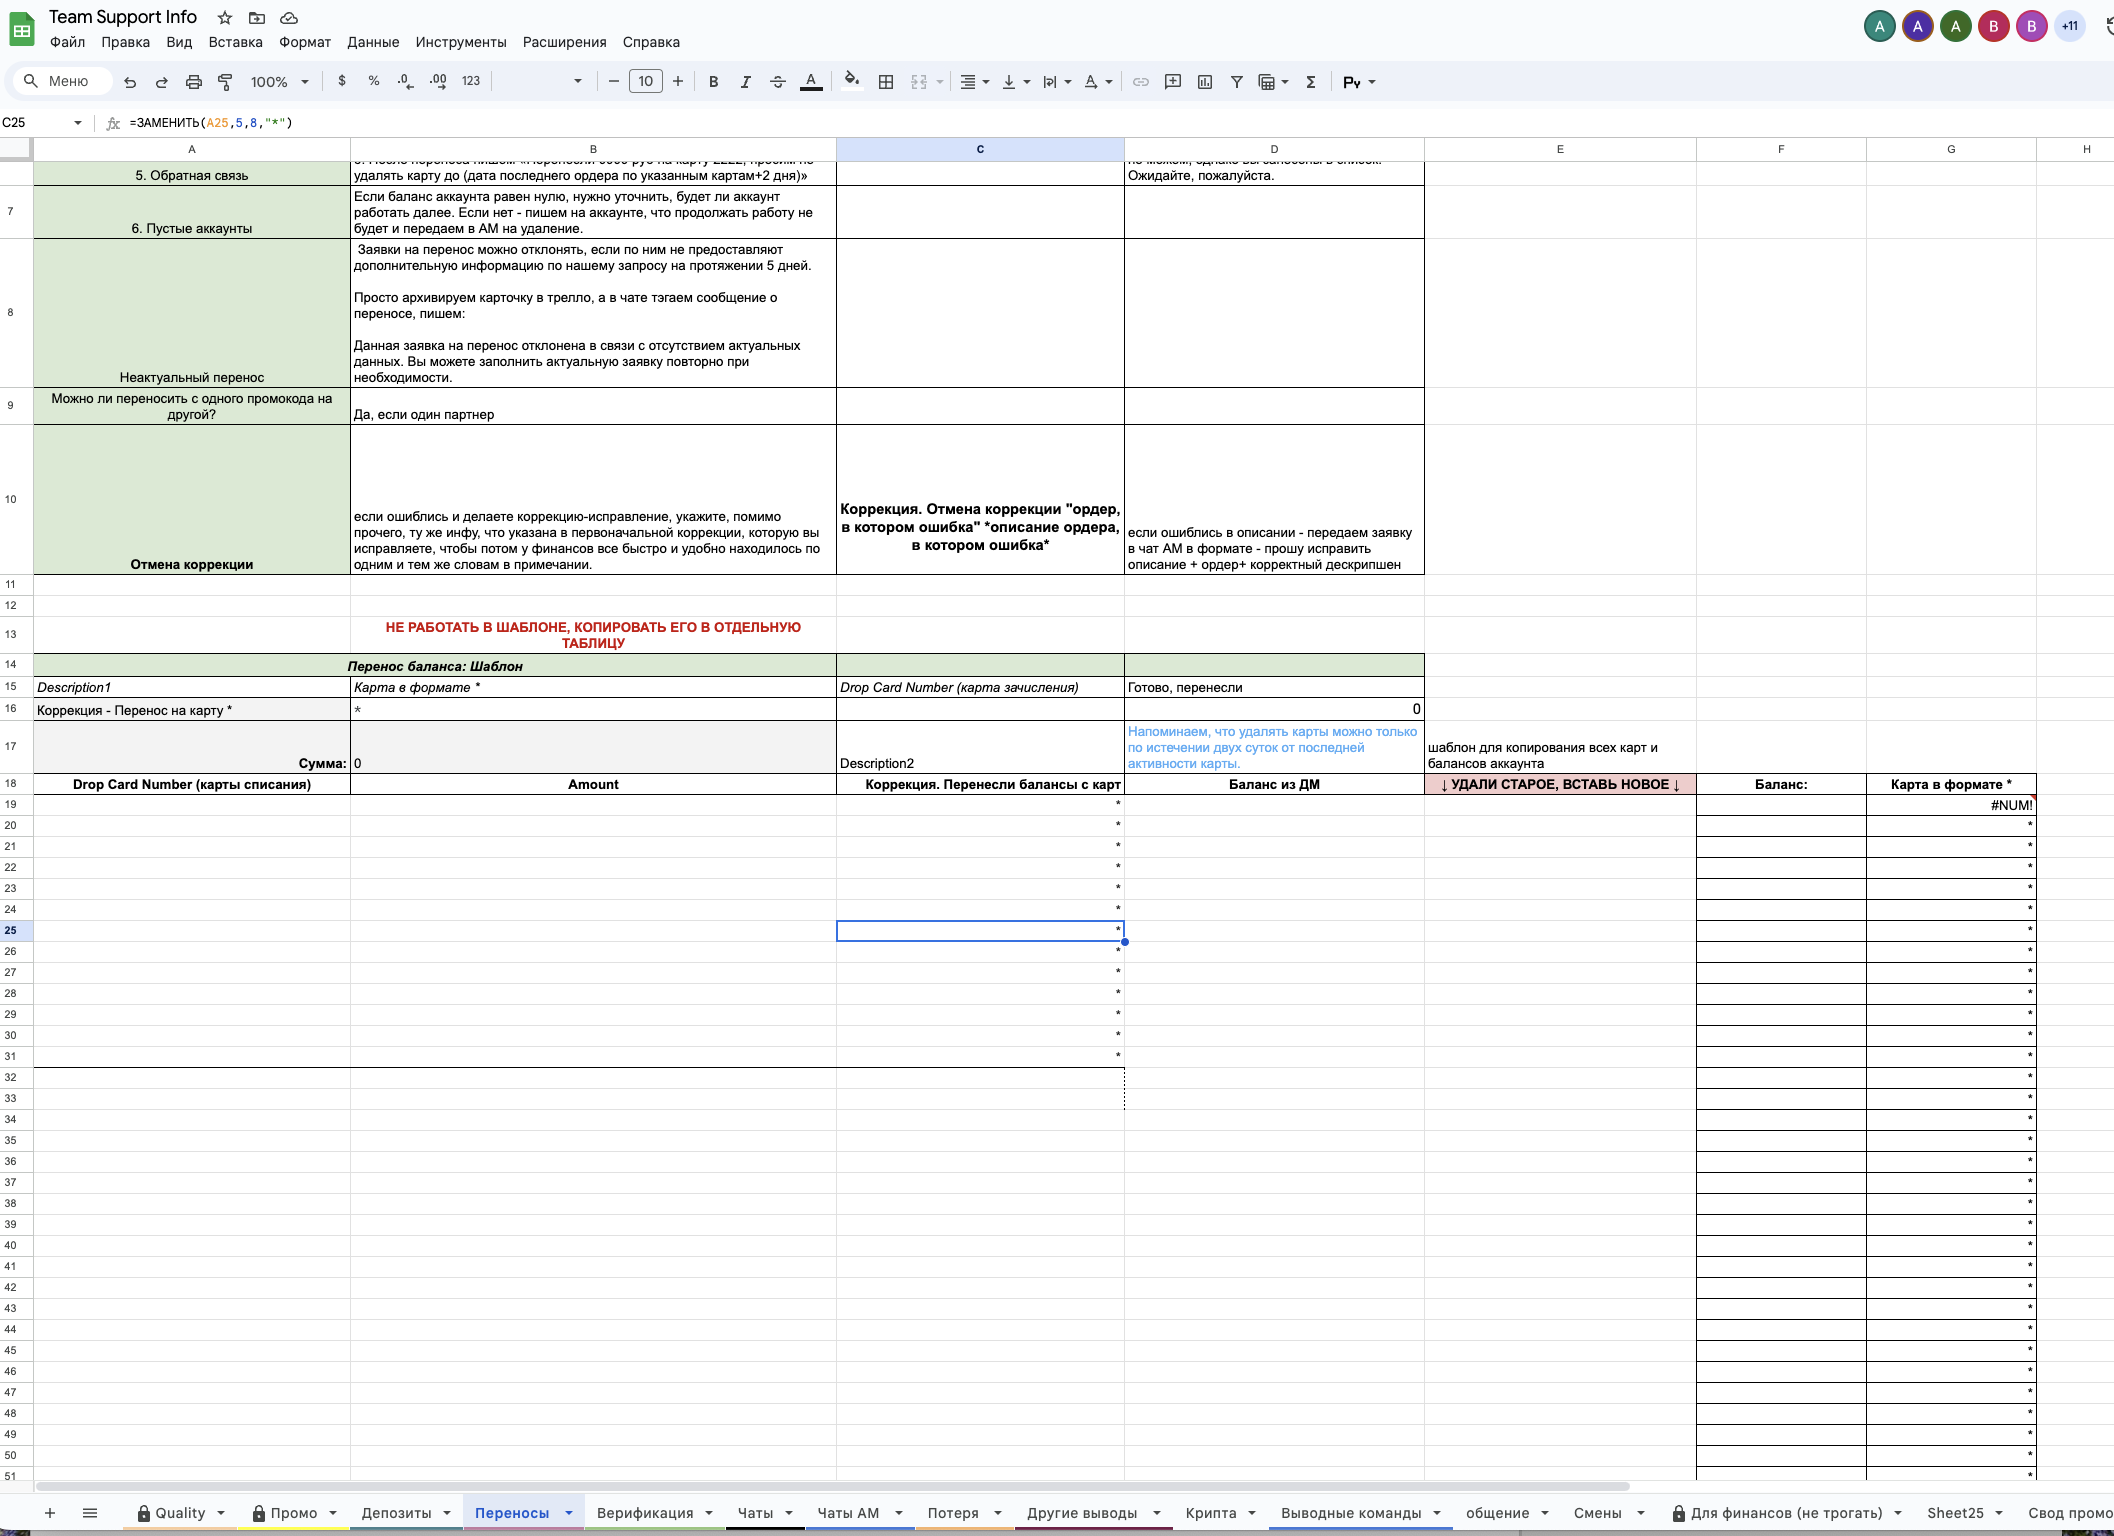 Team Support Info
A A A B B +11
Файл Правка Вид Вставка Формат Данные Инструменты Расширения Справка
Меню 100% $ % .0 .00 123 10 B I A Σ
C25 fx =ЗАМЕНИТЬ(A25,5,8,"*")
A B C D E F G H
5. Обратная связь
удалять карту до (дата последнего ордера по указанным картам+2 дня)»
Ожидайте, пожалуйста.
7
6. Пустые аккаунты
Если баланс аккаунта равен нулю, нужно уточнить, будет ли аккаунт
работать далее. Если нет - пишем на аккаунте, что продолжать работу не
будет и передаем в АМ на удаление.
8
Неактуальный перенос
Заявки на перенос можно отклонять, если по ним не предоставляют
дополнительную информацию по нашему запросу на протяжении 5 дней.
Просто архивируем карточку в трелло, а в чате тэгаем сообщение о
переносе, пишем:
Данная заявка на перенос отклонена в связи с отсутствием актуальных
данных. Вы можете заполнить актуальную заявку повторно при
необходимости.
9
Можно ли переносить с одного промокода на
другой?
Да, если один партнер
10
Отмена коррекции
если ошиблись и делаете коррекцию-исправление, укажите, помимо
прочего, ту же инфу, что указана в первоначальной коррекции, которую вы
исправляете, чтобы потом у финансов все быстро и удобно находилось по
одним и тем же словам в примечании.
Коррекция. Отмена коррекции "ордер,
в котором ошибка" *описание ордера,
в котором ошибка*
если ошиблись в описании - передаем заявку
в чат АМ в формате - прошу исправить
описание + ордер+ корректный дескрипшен
11
12
13
НЕ РАБОТАТЬ В ШАБЛОНЕ, КОПИРОВАТЬ ЕГО В ОТДЕЛЬНУЮ
ТАБЛИЦУ
14 Перенос баланса: Шаблон
15 Description1 Карта в формате * Drop Card Number (карта зачисления) Готово, перенесли
16 Коррекция - Перенос на карту * * 0
17
Сумма: 0 Description2
Напоминаем, что удалять карты можно только
по истечении двух суток от последней
активности карты.
шаблон для копирования всех карт и
балансов аккаунта
18 Drop Card Number (карты списания) Amount Коррекция. Перенесли балансы с карт Баланс из ДМ ↓ УДАЛИ СТАРОЕ, ВСТАВЬ НОВОЕ ↓ Баланс: Карта в формате *
19 * #NUM!
20 * *
21 * *
22 * *
23 * *
24 * *
25 * *
26 * *
27 * *
28 * *
29 * *
30 * *
31 * *
32 *
33 *
34 *
35 *
36 *
37 *
38 *
39 *
40 *
41 *
42 *
43 *
44 *
45 *
46 *
47 *
48 *
49 *
50 *
51 *
+ Quality Промо Депозиты Переносы Верификация Чаты Чаты АМ Потеря Другие выводы Крипта Выводные команды общение Смены Для финансов (не трогать) Sheet25 Свод промо